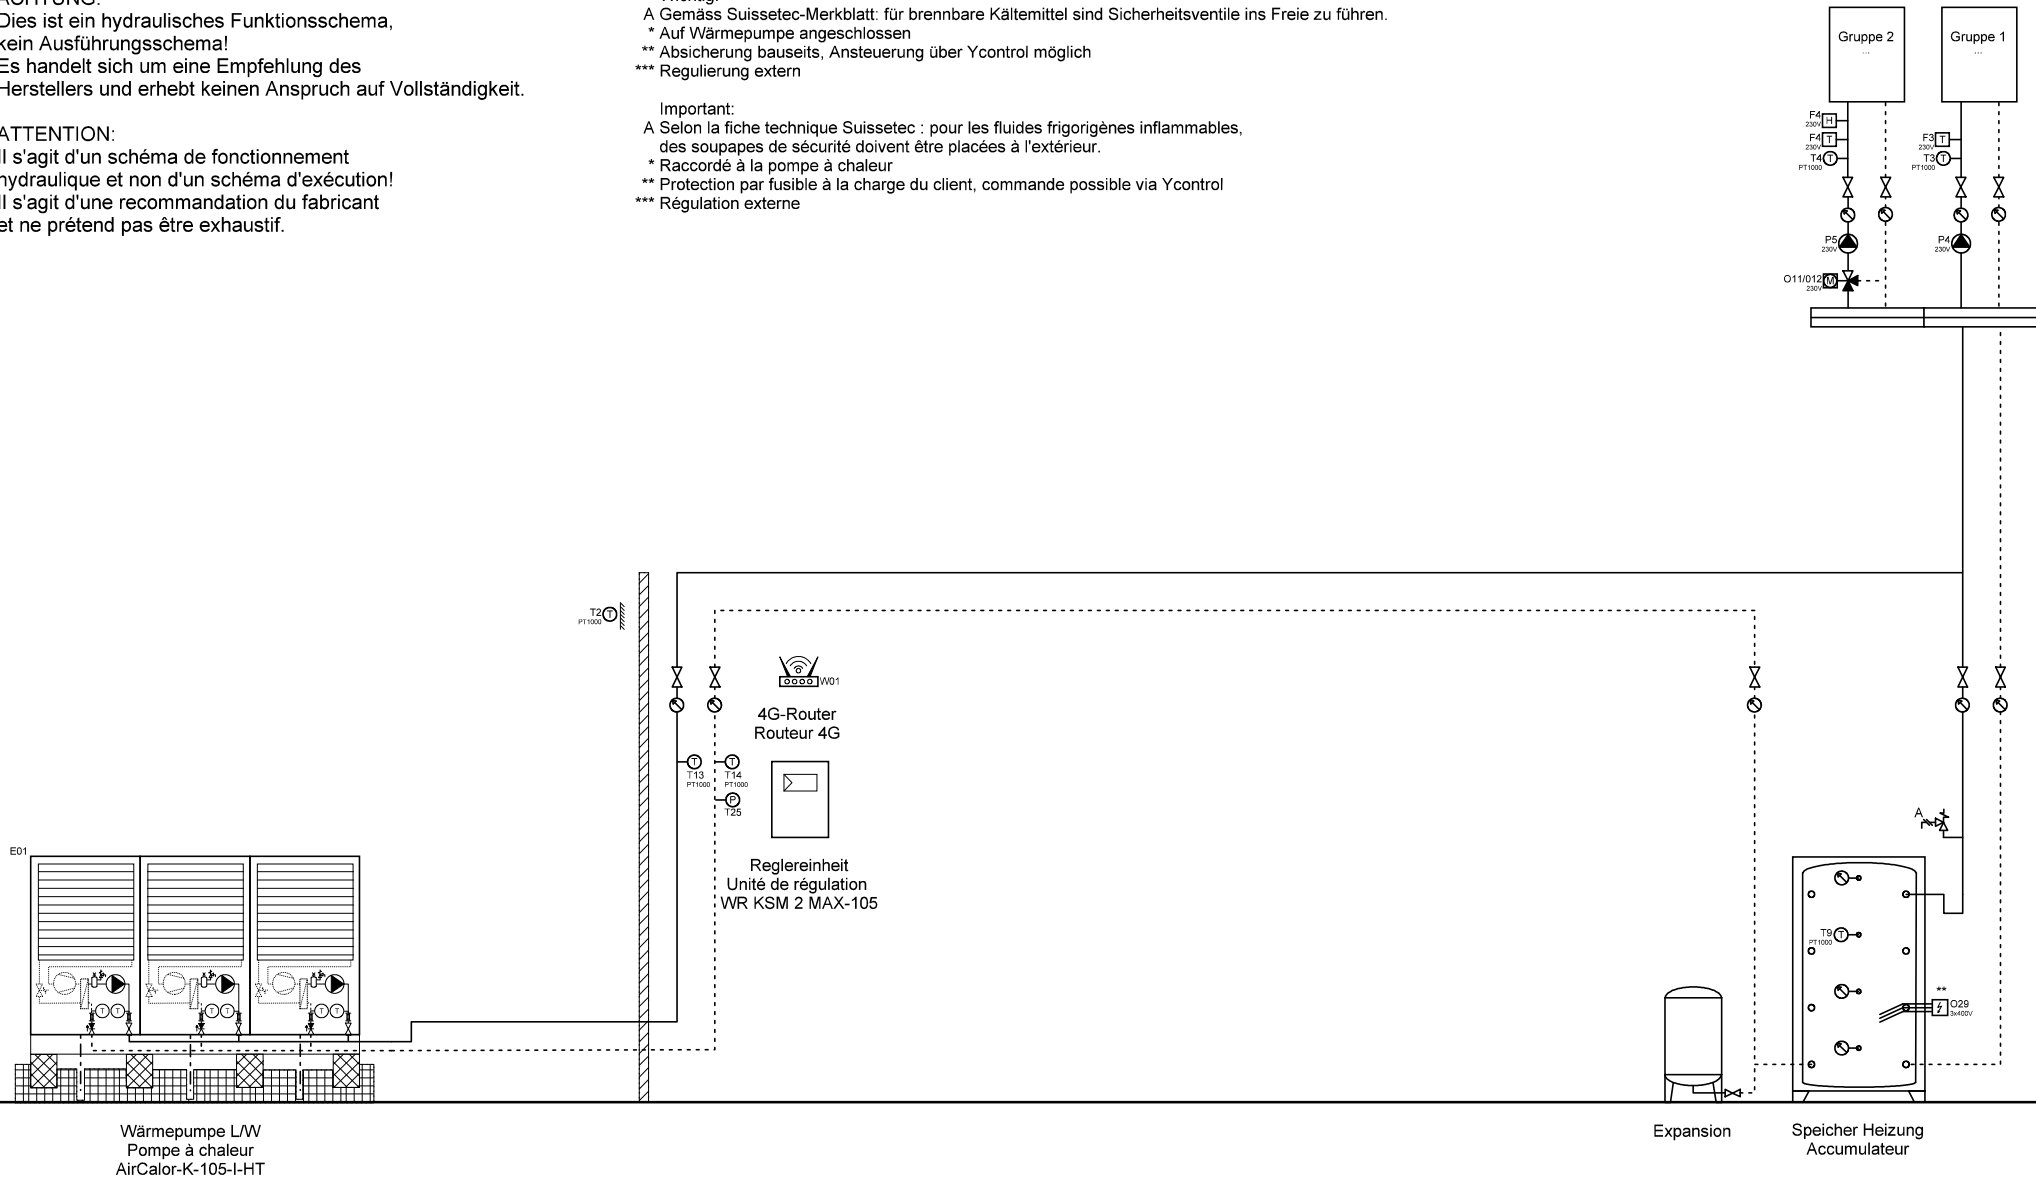 ACHTUNG:
Dies ist ein hydraulisches Funktionsschema,
kein Ausführungsschema!
Es handelt sich um eine Empfehlung des
Herstellers und erhebt keinen Anspruch auf Vollständigkeit.
ATTENTION:
Il s'agit d'un schéma de fonctionnement
hydraulique et non d'un schéma d'exécution!
Il s'agit d'une recommandation du fabricant
et ne prétend pas être exhaustif.
Wichtig:
A Gemäss Suissetec-Merkblatt: für brennbare Kältemittel sind Sicherheitsventile ins Freie zu führen.
* Auf Wärmepumpe angeschlossen
** Absicherung bauseits, Ansteuerung über Ycontrol möglich
*** Regulierung extern
Important:
A Selon la fiche technique Suissetec : pour les fluides frigorigènes inflammables,
des soupapes de sécurité doivent être placées à l'extérieur.
* Raccordé à la pompe à chaleur
** Protection par fusible à la charge du client, commande possible via Ycontrol
*** Régulation externe
Gruppe 2
...
Gruppe 1
...
F4 H
230V
F4 T
230V
T4 T
PT1000
F3 T
230V
T3 T
PT1000
P5
230V
P4
230V
O11/012 M
230V
T2 T
PT1000
W01
4G-Router
Routeur 4G
T
T13
PT1000
T
T14
PT1000
P
T25
Reglereinheit
Unité de régulation
WR KSM 2 MAX-105
A
E01
T T
T T
T T
T9 T
PT1000
**
O29
3x400V
Wärmepumpe L/W
Pompe à chaleur
AirCalor-K-105-I-HT
Expansion
Speicher Heizung
Accumulateur